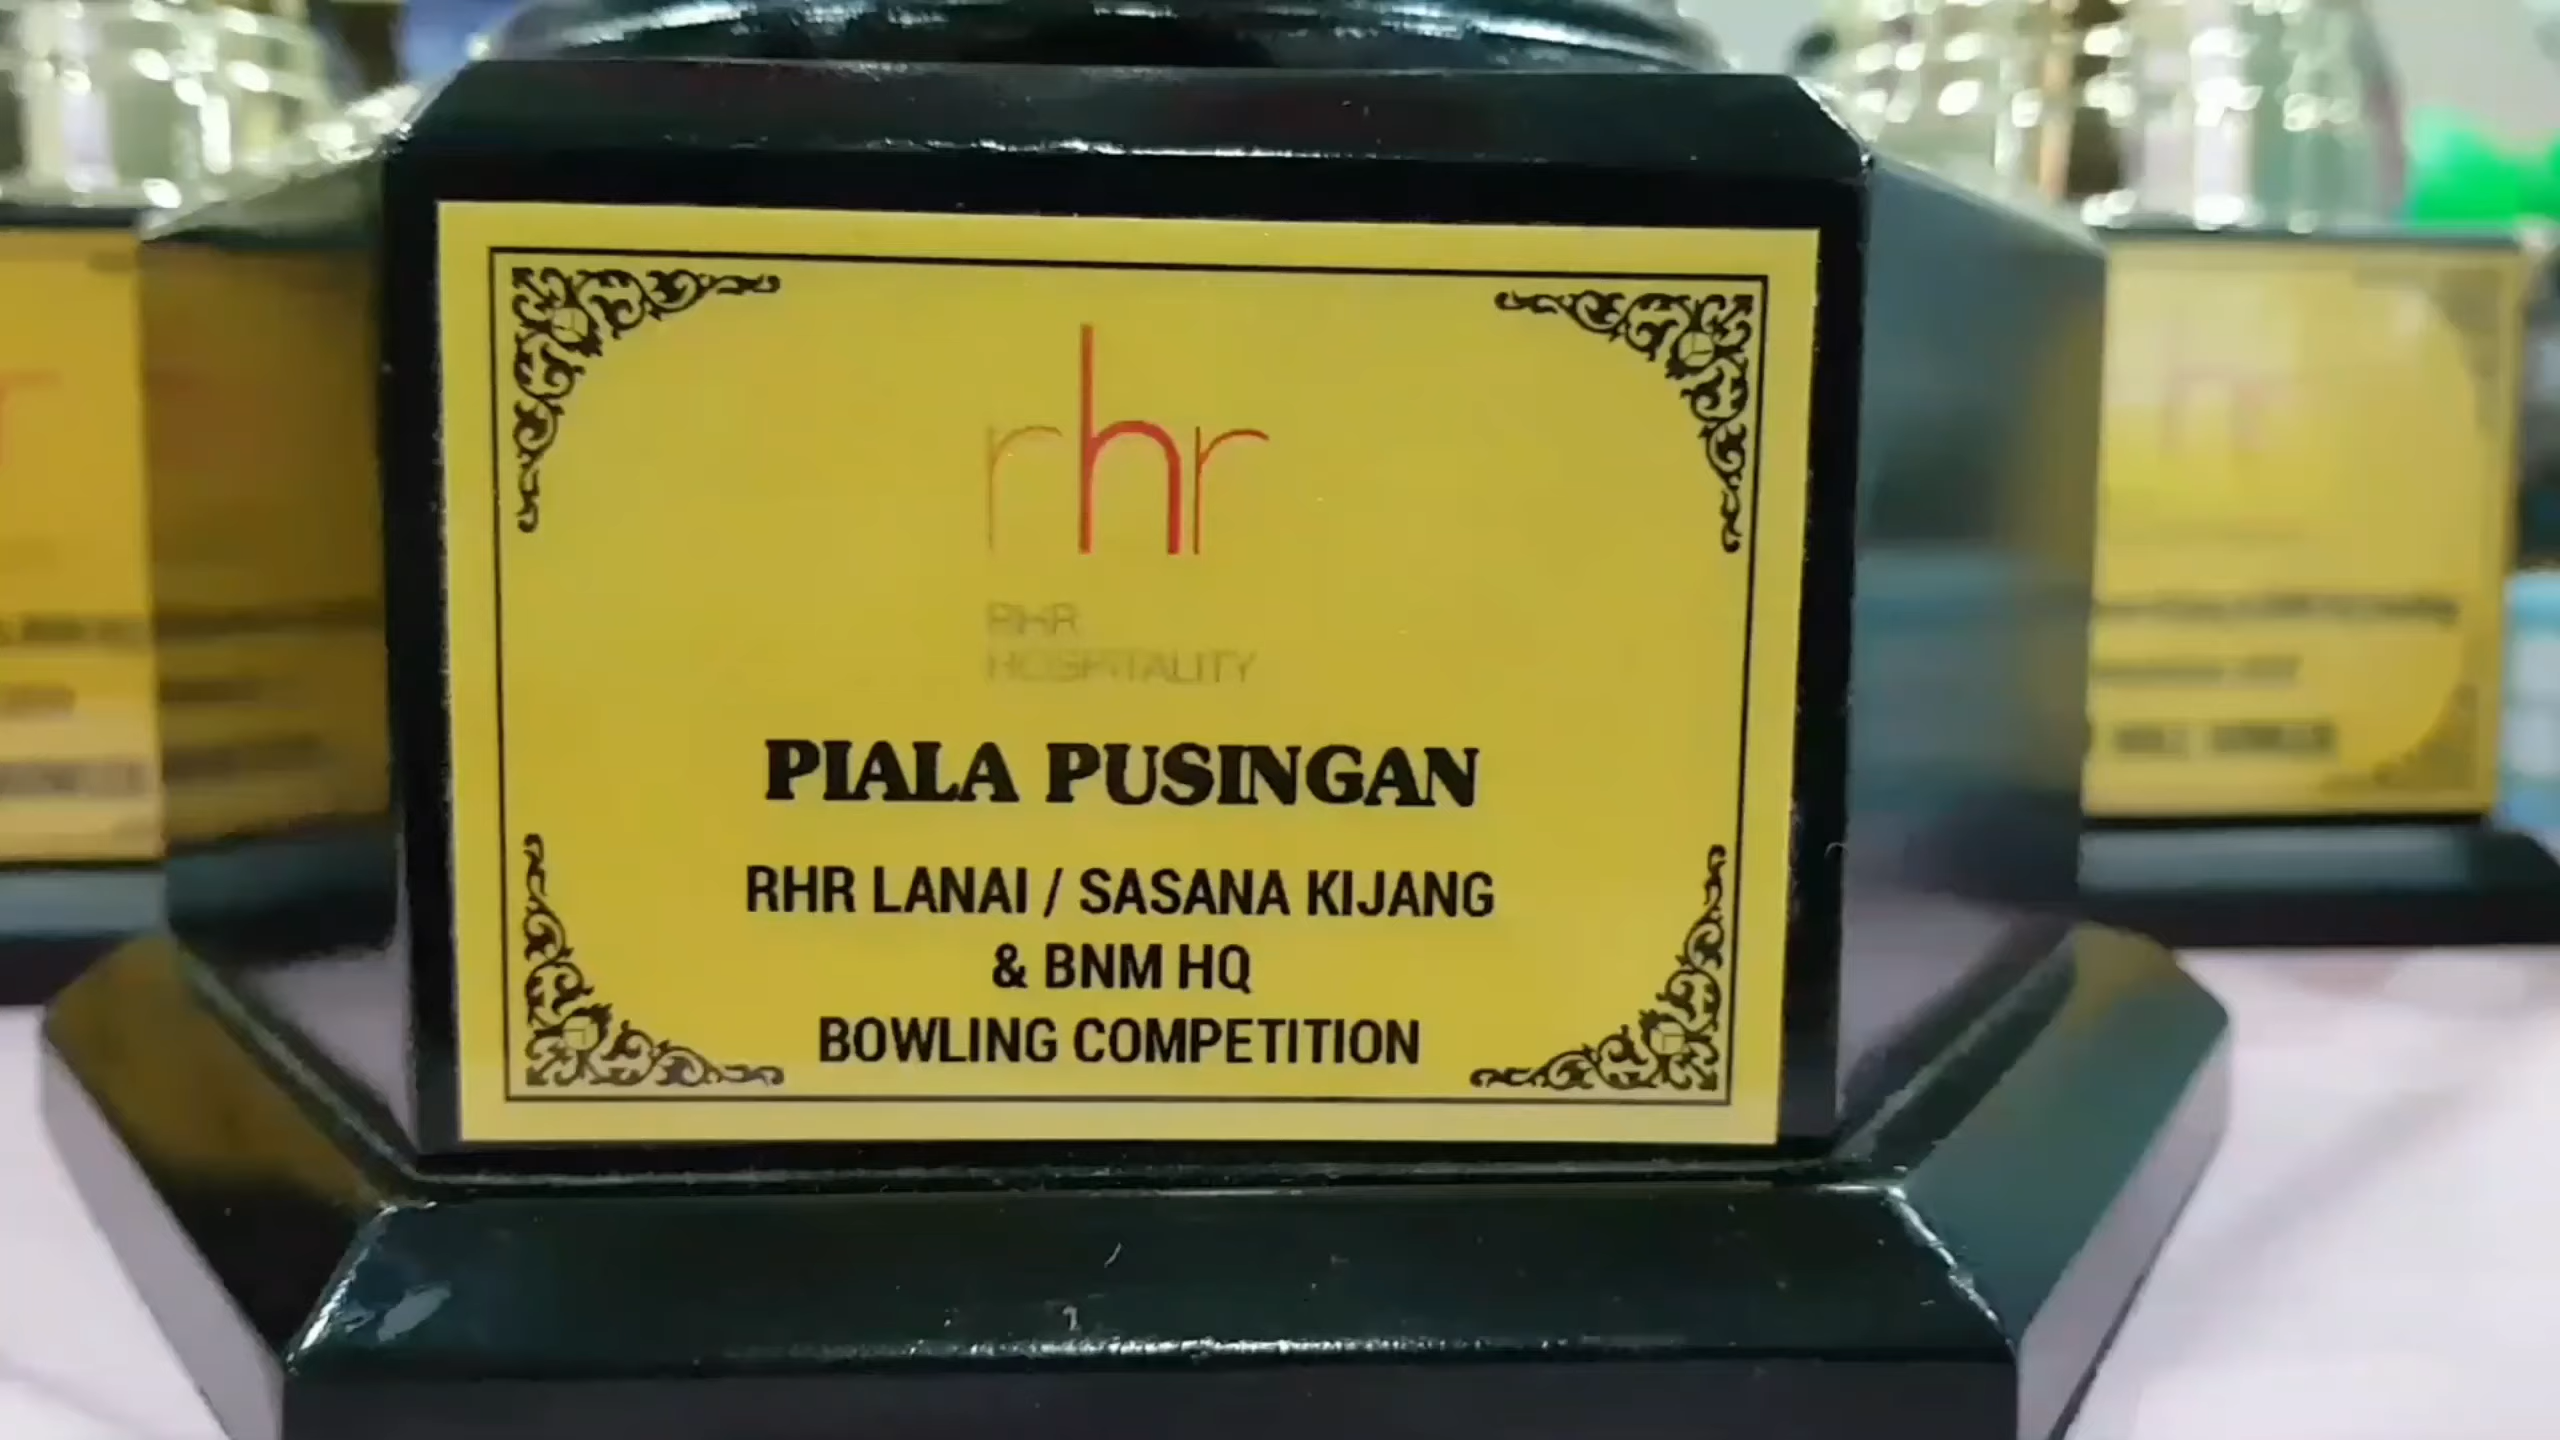 rhr
RHR
HOSPITALITY
PIALA PUSINGAN
RHR LANAI / SASANA KIJANG
& BNM HQ
BOWLING COMPETITION